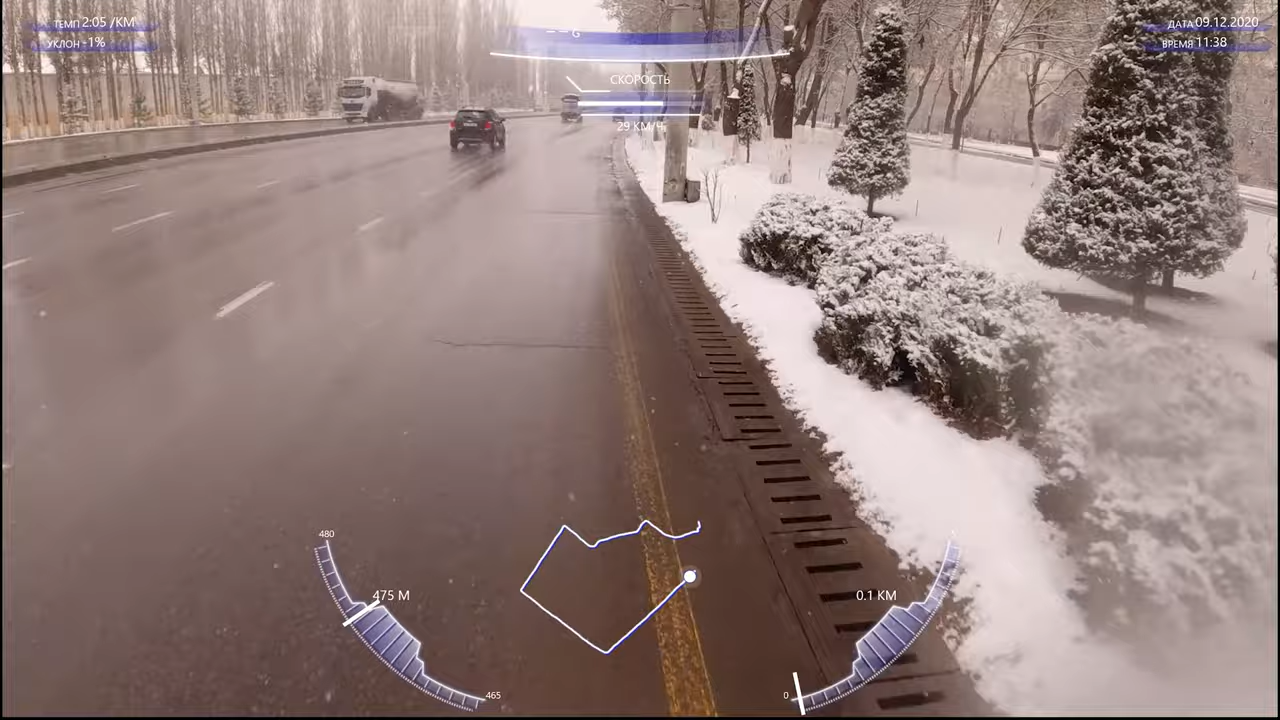 ТЕМП 2:05 /КМ
УКЛОН -1%
-- G
СКОРОСТЬ
29 КМ/Ч
ДАТА 09.12.2020
ВРЕМЯ 11:38
480
475 М
465
0.1 КМ
0